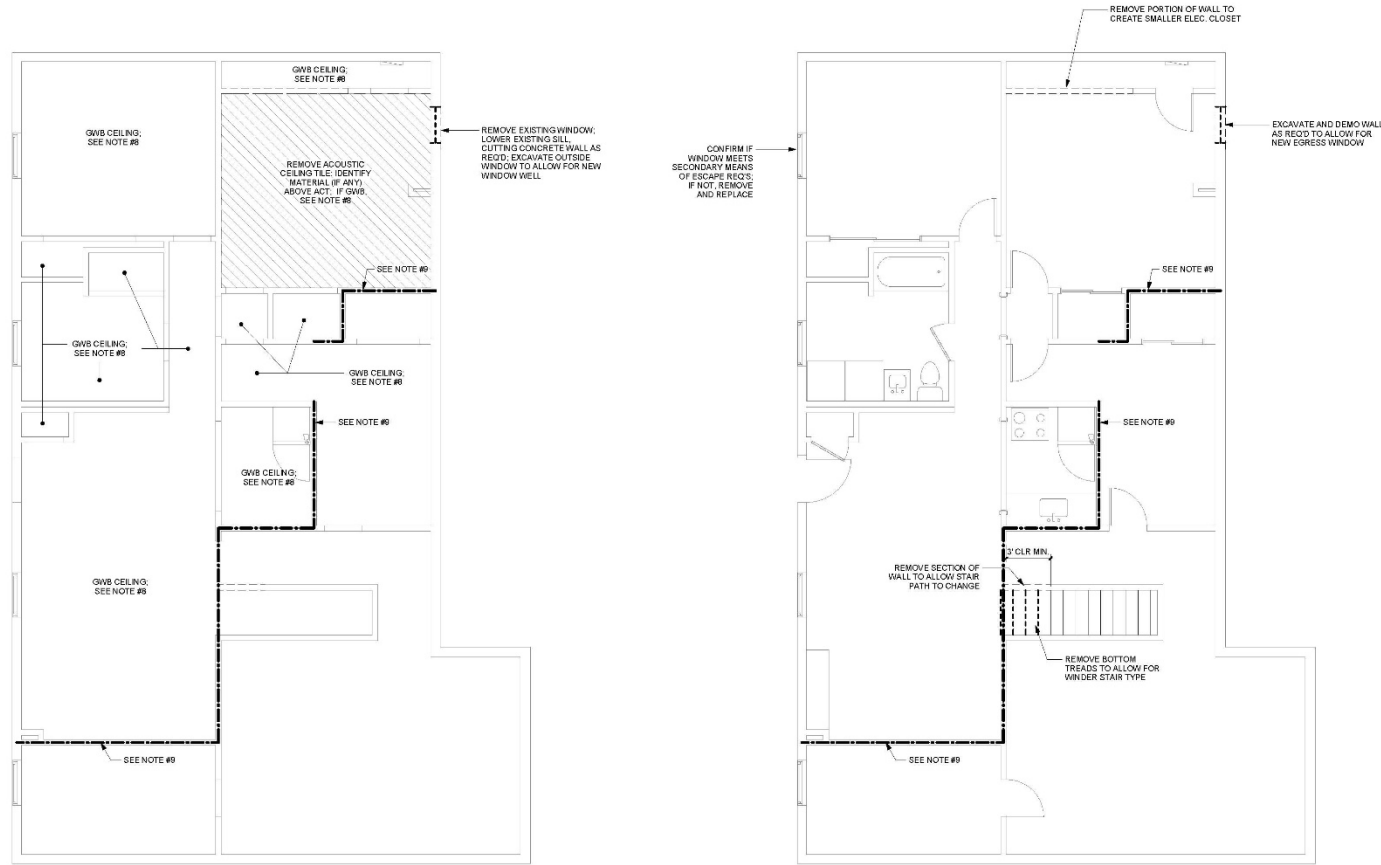 GWB CEILING;
SEE NOTE #8
GWB CEILING;
SEE NOTE #8
REMOVE EXISTING WINDOW;
LOWER EXISTING SILL,
CUTTING CONCRETE WALL AS
REQ'D; EXCAVATE OUTSIDE
WINDOW TO ALLOW FOR NEW
WINDOW WELL
REMOVE ACOUSTIC
CEILING TILE; IDENTIFY
MATERIAL (IF ANY)
ABOVE ACT; IF GWB,
SEE NOTE #8
SEE NOTE #9
GWB CEILING;
SEE NOTE #8
GWB CEILING;
SEE NOTE #8
SEE NOTE #9
GWB CEILING;
SEE NOTE #8
GWB CEILING;
SEE NOTE #8
SEE NOTE #9
REMOVE PORTION OF WALL TO
CREATE SMALLER ELEC. CLOSET
EXCAVATE AND DEMO WALL
AS REQ'D TO ALLOW FOR
NEW EGRESS WINDOW
CONFIRM IF
WINDOW MEETS
SECONDARY MEANS
OF ESCAPE REQ'S;
IF NOT, REMOVE
AND REPLACE
SEE NOTE #9
SEE NOTE #9
3' CLR MIN.
REMOVE SECTION OF
WALL TO ALLOW STAIR
PATH TO CHANGE
REMOVE BOTTOM
TREADS TO ALLOW FOR
WINDER STAIR TYPE
SEE NOTE #9